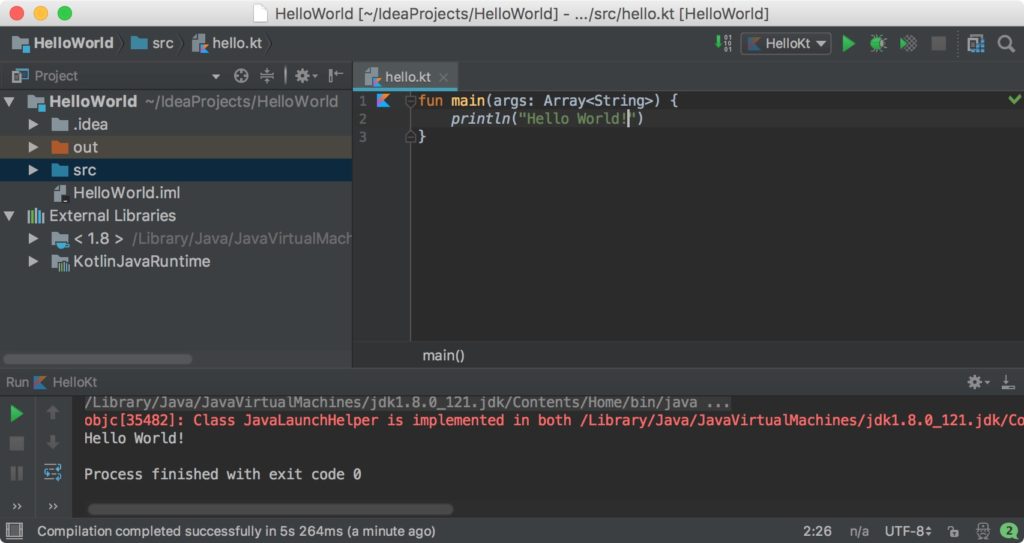 HelloWorld [~/IdeaProjects/HelloWorld] - .../src/hello.kt [HelloWorld]
HelloWorld src hello.kt HelloKt
Project
hello.kt
HelloWorld ~/IdeaProjects/HelloWorld
.idea
out
src
HelloWorld.iml
External Libraries
< 1.8 > /Library/Java/JavaVirtualMach
KotlinJavaRuntime
1 fun main(args: Array<String>) {
2 println("Hello World!")
3 }
main()
Run HelloKt
/Library/Java/JavaVirtualMachines/jdk1.8.0_121.jdk/Contents/Home/bin/java ...
objc[35482]: Class JavaLaunchHelper is implemented in both /Library/Java/JavaVirtualMachines/jdk1.8.0_121.jdk/Co
Hello World!
Process finished with exit code 0
Compilation completed successfully in 5s 264ms (a minute ago) 2:26 n/a UTF-8 2